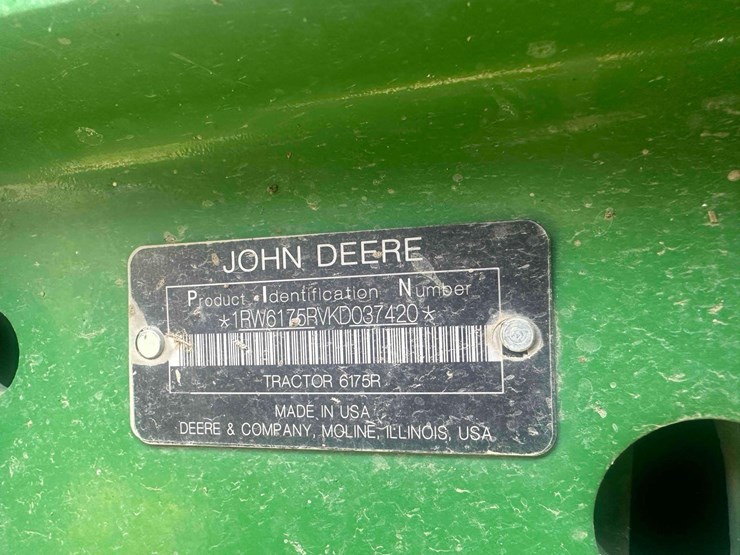 JOHN DEERE
Product Identification Number
*1RW6175RVKD037420*
TRACTOR 6175R
MADE IN USA
DEERE & COMPANY, MOLINE, ILLINOIS, USA